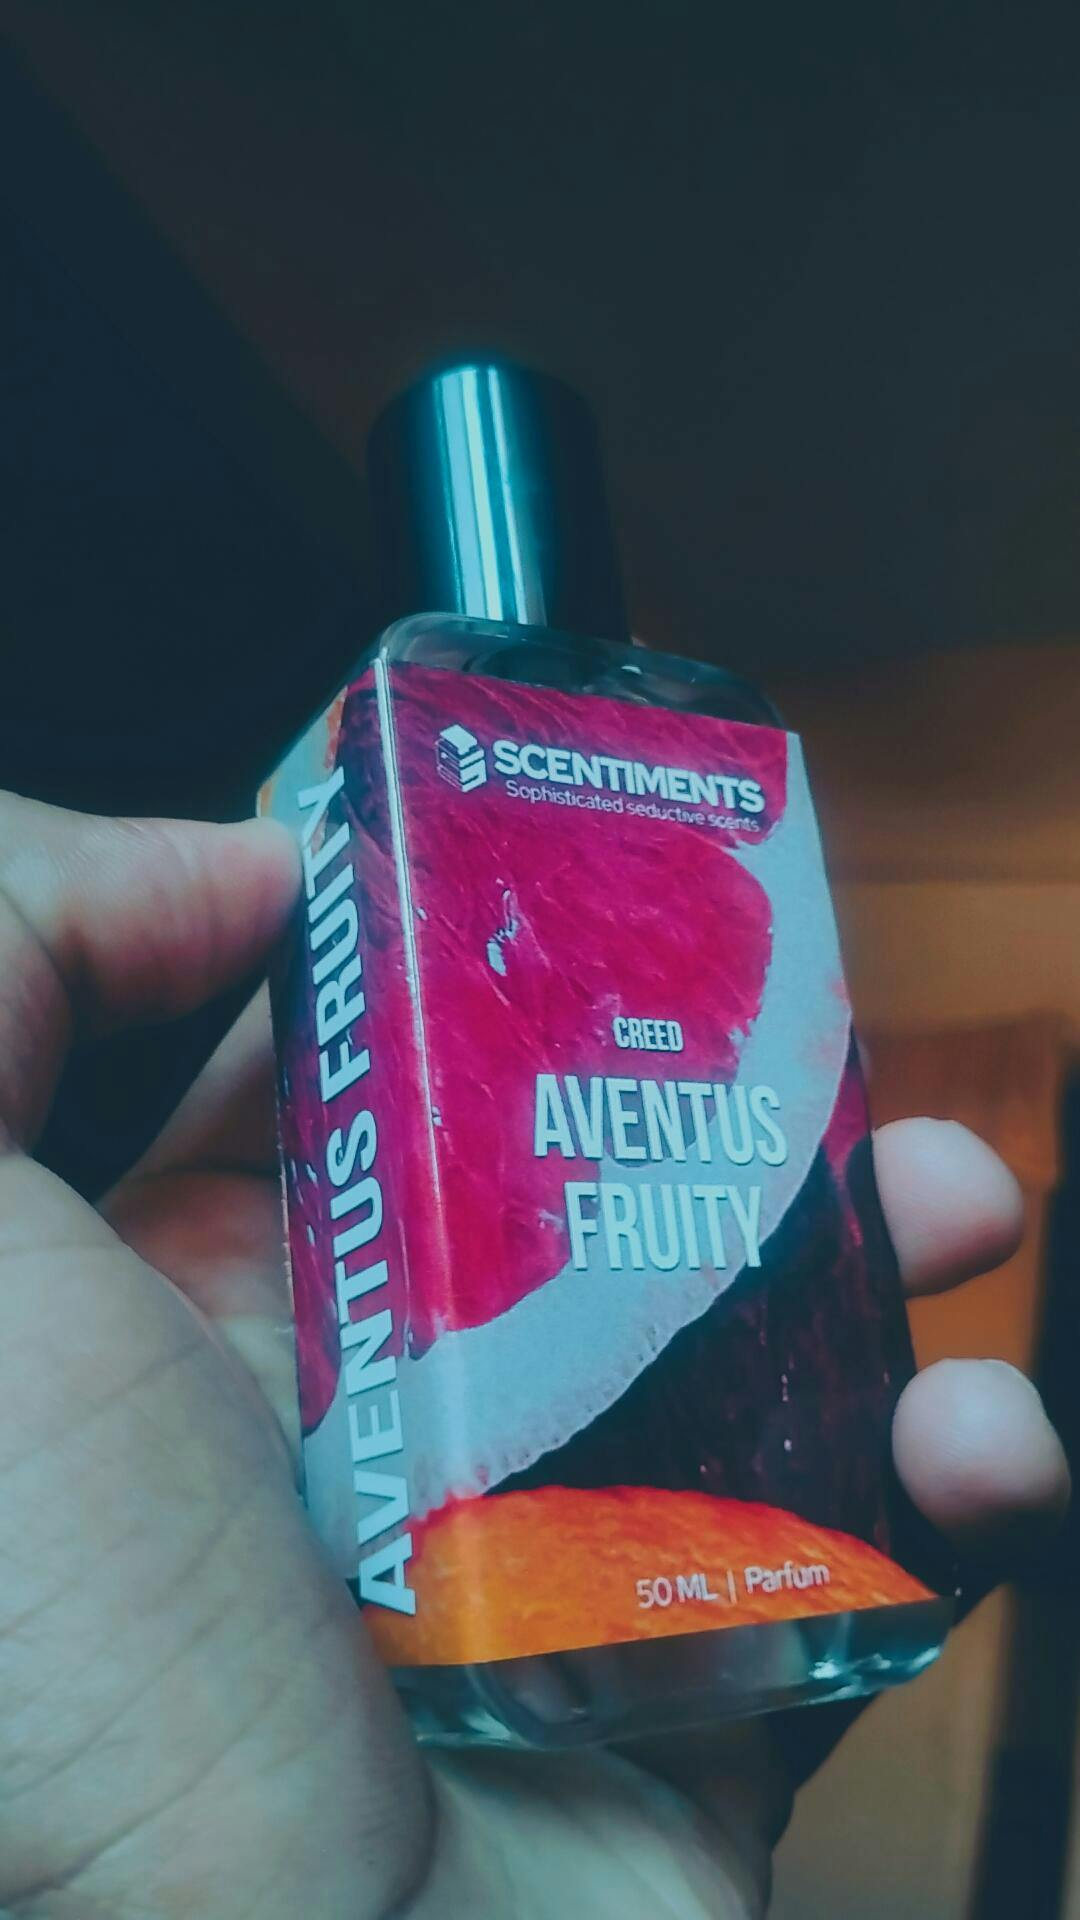 SCENTIMENTS
Sophisticated seductive scents
CREED
AVENTUS
FRUITY
50 ML | Parfum
AVENTUS FRUITY